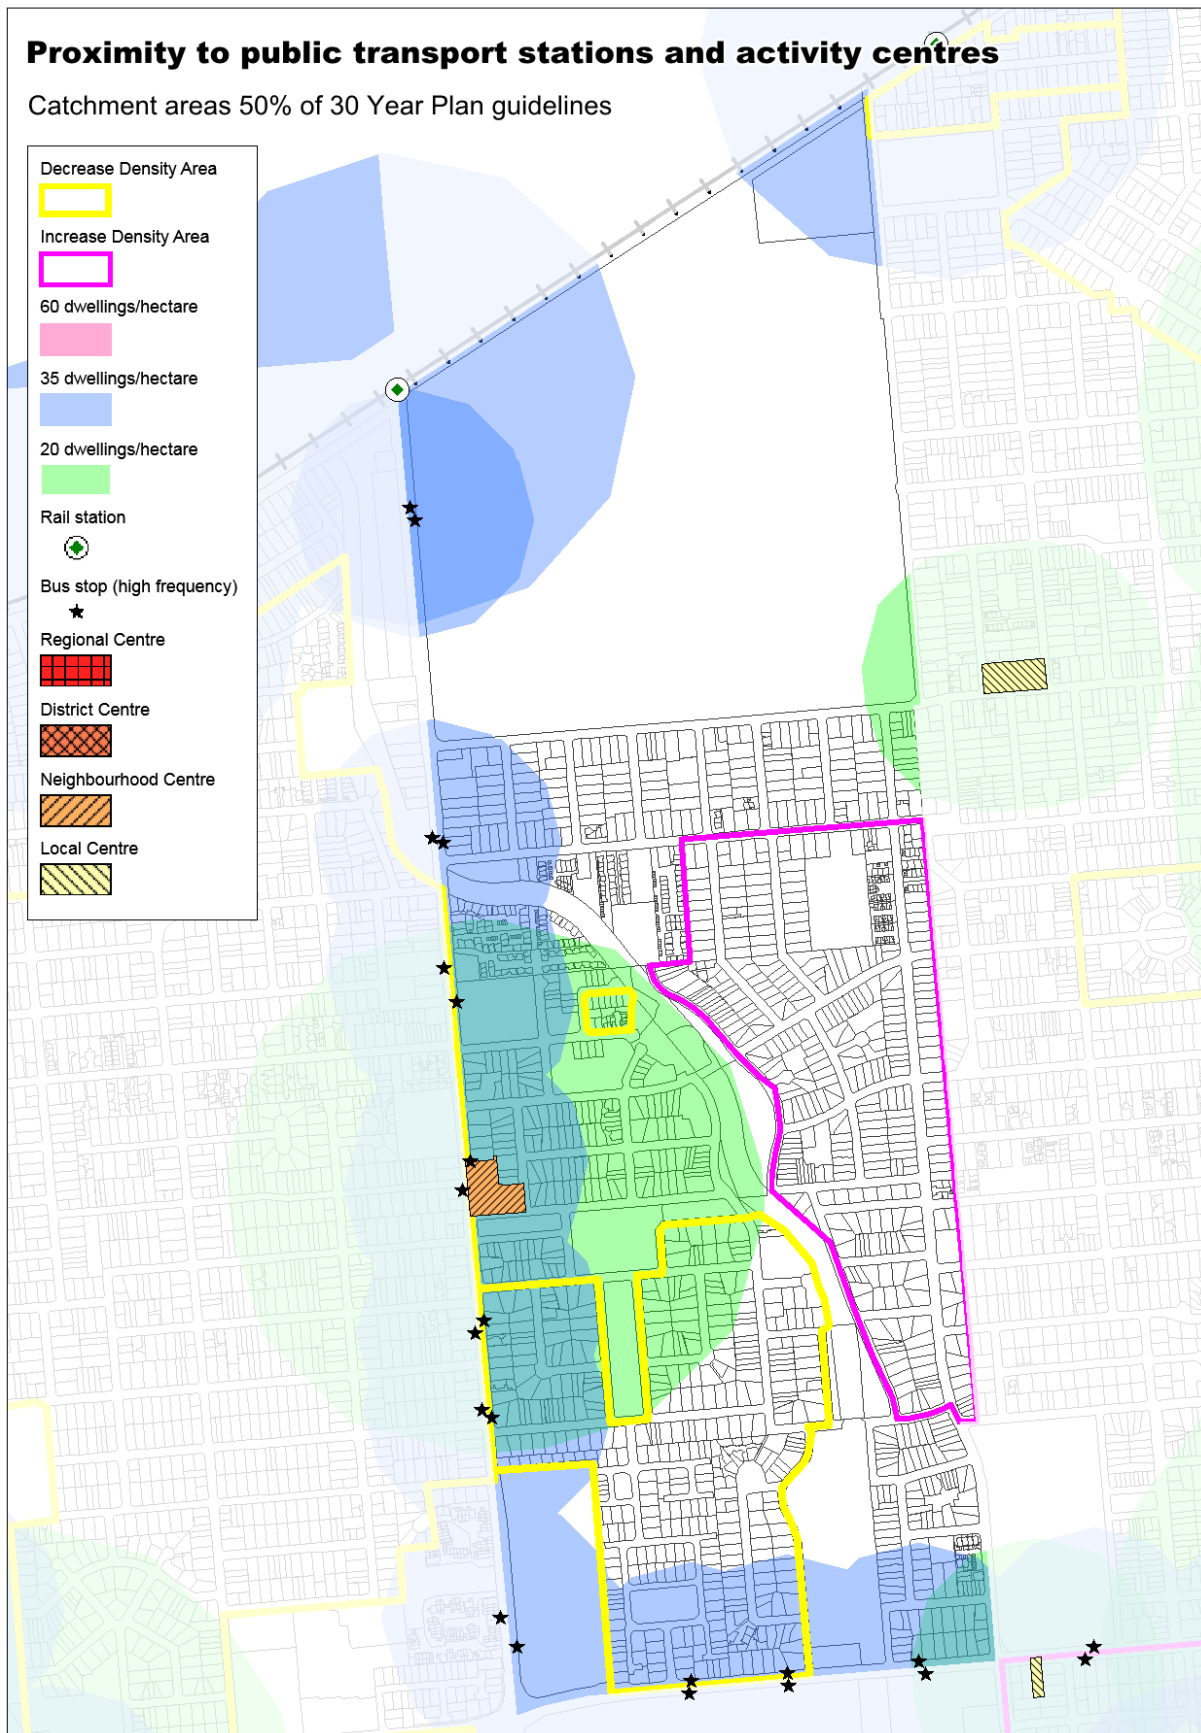 Proximity to public transport stations and activity centres
Catchment areas 50% of 30 Year Plan guidelines
Decrease Density Area
Increase Density Area
60 dwellings/hectare
35 dwellings/hectare
20 dwellings/hectare
Rail station
Bus stop (high frequency)
Regional Centre
District Centre
Neighbourhood Centre
Local Centre